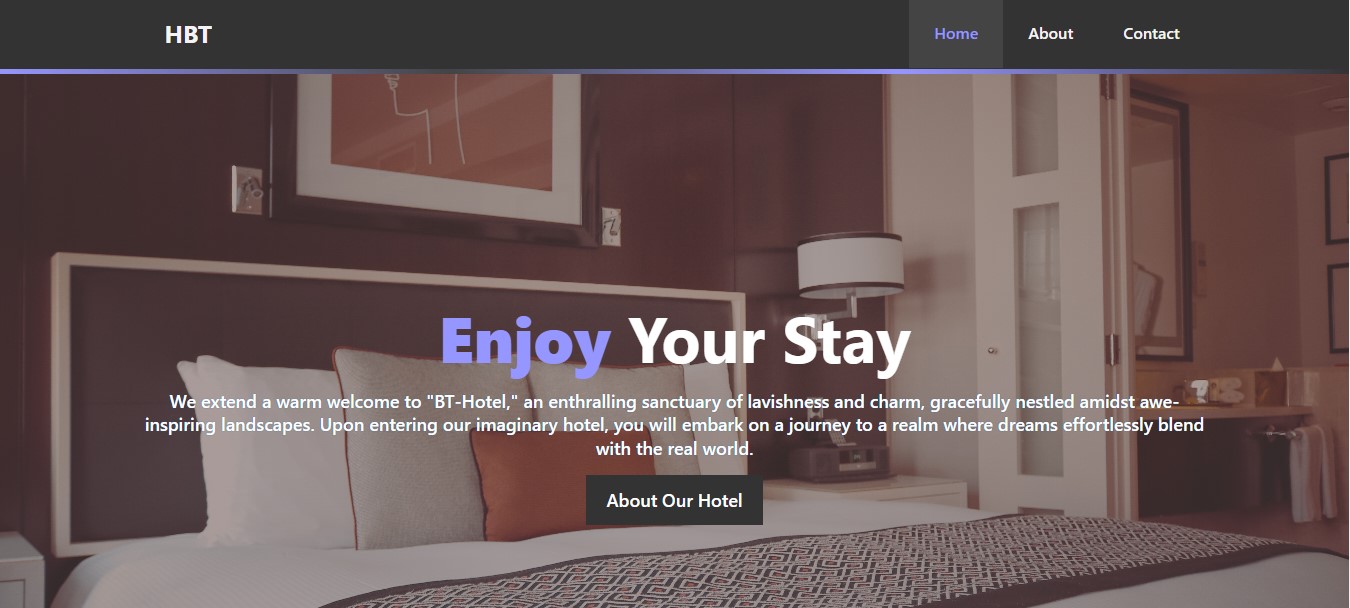 HBT
Home
About
Contact
Enjoy Your Stay
We extend a warm welcome to "BT-Hotel," an enthralling sanctuary of lavishness and charm, gracefully nestled amidst awe-
inspiring landscapes. Upon entering our imaginary hotel, you will embark on a journey to a realm where dreams effortlessly blend
with the real world.
About Our Hotel